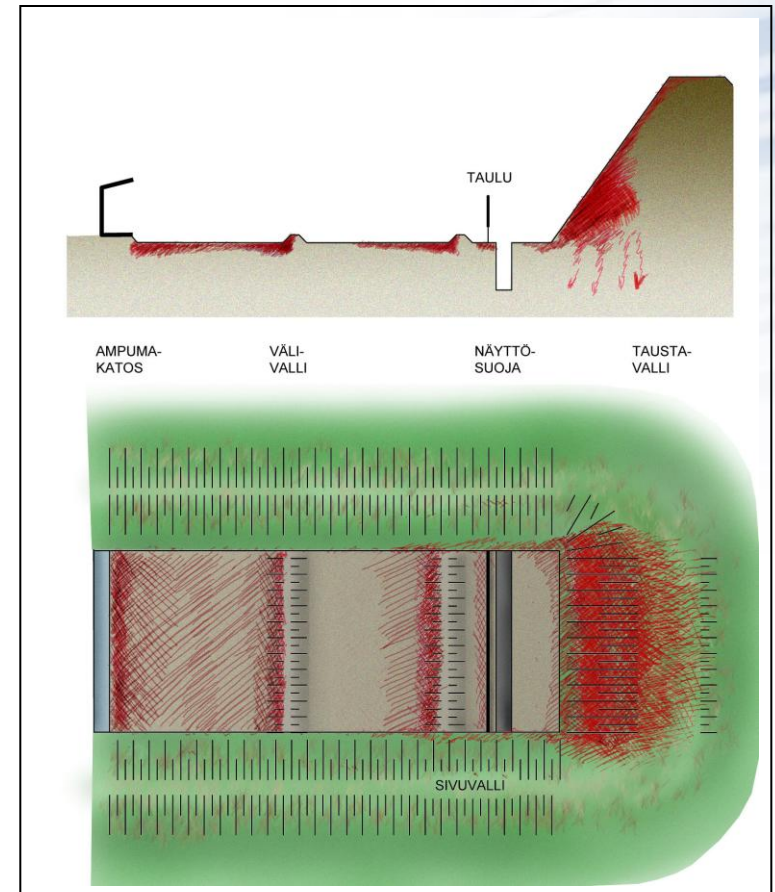 TAULU
AMPUMA-
KATOS
VÄLI-
VALLI
NÄYTTÖ-
SUOJA
TAUSTA-
VALLI
SIVUVALLI